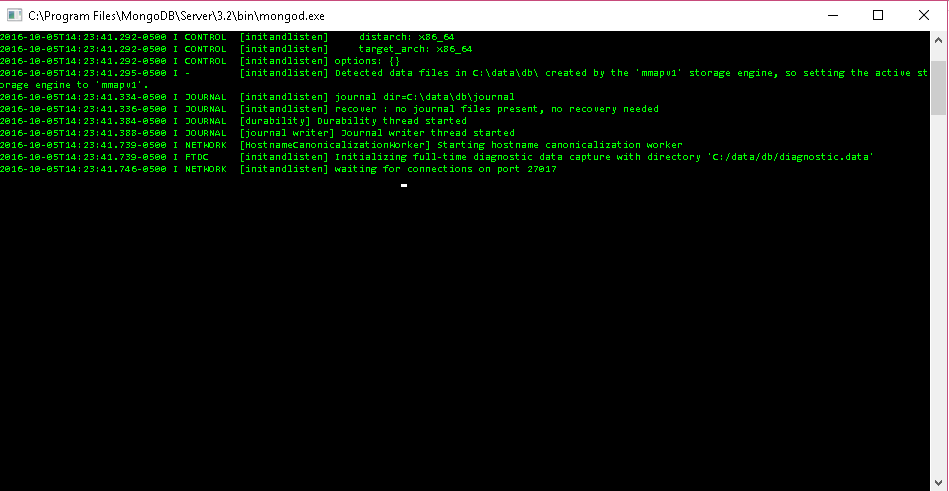 C:\Program Files\MongoDB\Server\3.2\bin\mongod.exe
2016-10-05T14:23:41.292-0500 I CONTROL  [initandlisten]     distarch: x86_64
2016-10-05T14:23:41.292-0500 I CONTROL  [initandlisten]     target_arch: x86_64
2016-10-05T14:23:41.292-0500 I CONTROL  [initandlisten] options: {}
2016-10-05T14:23:41.295-0500 I -        [initandlisten] Detected data files in C:\data\db\ created by the 'mmapv1' storage engine, so setting the active st
orage engine to 'mmapv1'.
2016-10-05T14:23:41.334-0500 I JOURNAL  [initandlisten] journal dir=C:\data\db\journal
2016-10-05T14:23:41.336-0500 I JOURNAL  [initandlisten] recover : no journal files present, no recovery needed
2016-10-05T14:23:41.384-0500 I JOURNAL  [durability] Durability thread started
2016-10-05T14:23:41.388-0500 I JOURNAL  [journal writer] Journal writer thread started
2016-10-05T14:23:41.739-0500 I NETWORK  [HostnameCanonicalizationWorker] Starting hostname canonicalization worker
2016-10-05T14:23:41.739-0500 I FTDC     [initandlisten] Initializing full-time diagnostic data capture with directory 'C:/data/db/diagnostic.data'
2016-10-05T14:23:41.746-0500 I NETWORK  [initandlisten] waiting for connections on port 27017